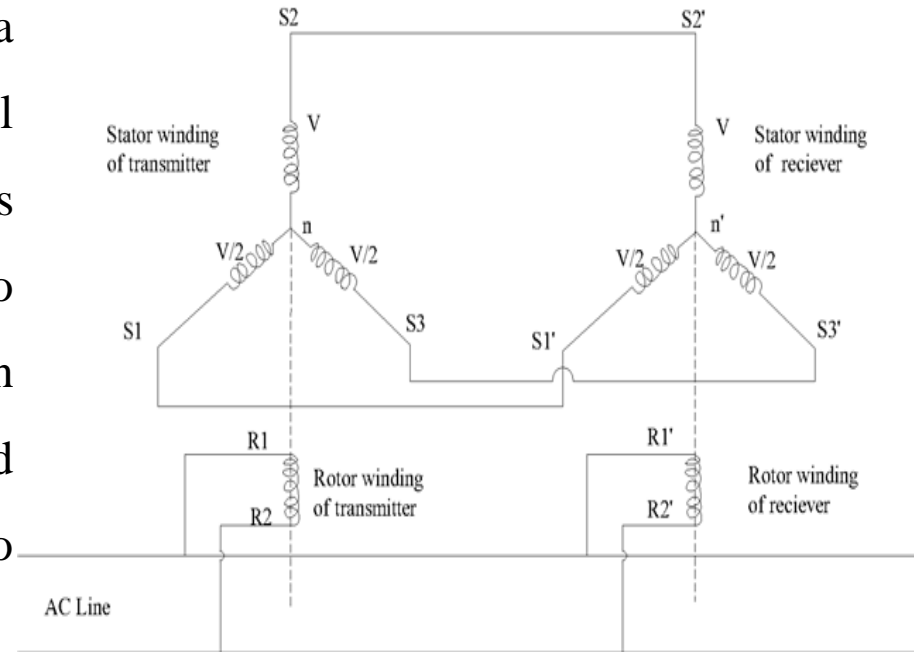 a
l
s
o
n
d
o
S2
S2'
V
V
Stator winding
of transmitter
Stator winding
of reciever
n
n'
V/2
V/2
V/2
V/2
S1
S3
S1'
S3'
R1
R1'
Rotor winding
of transmitter
Rotor winding
of reciever
R2
R2'
AC Line